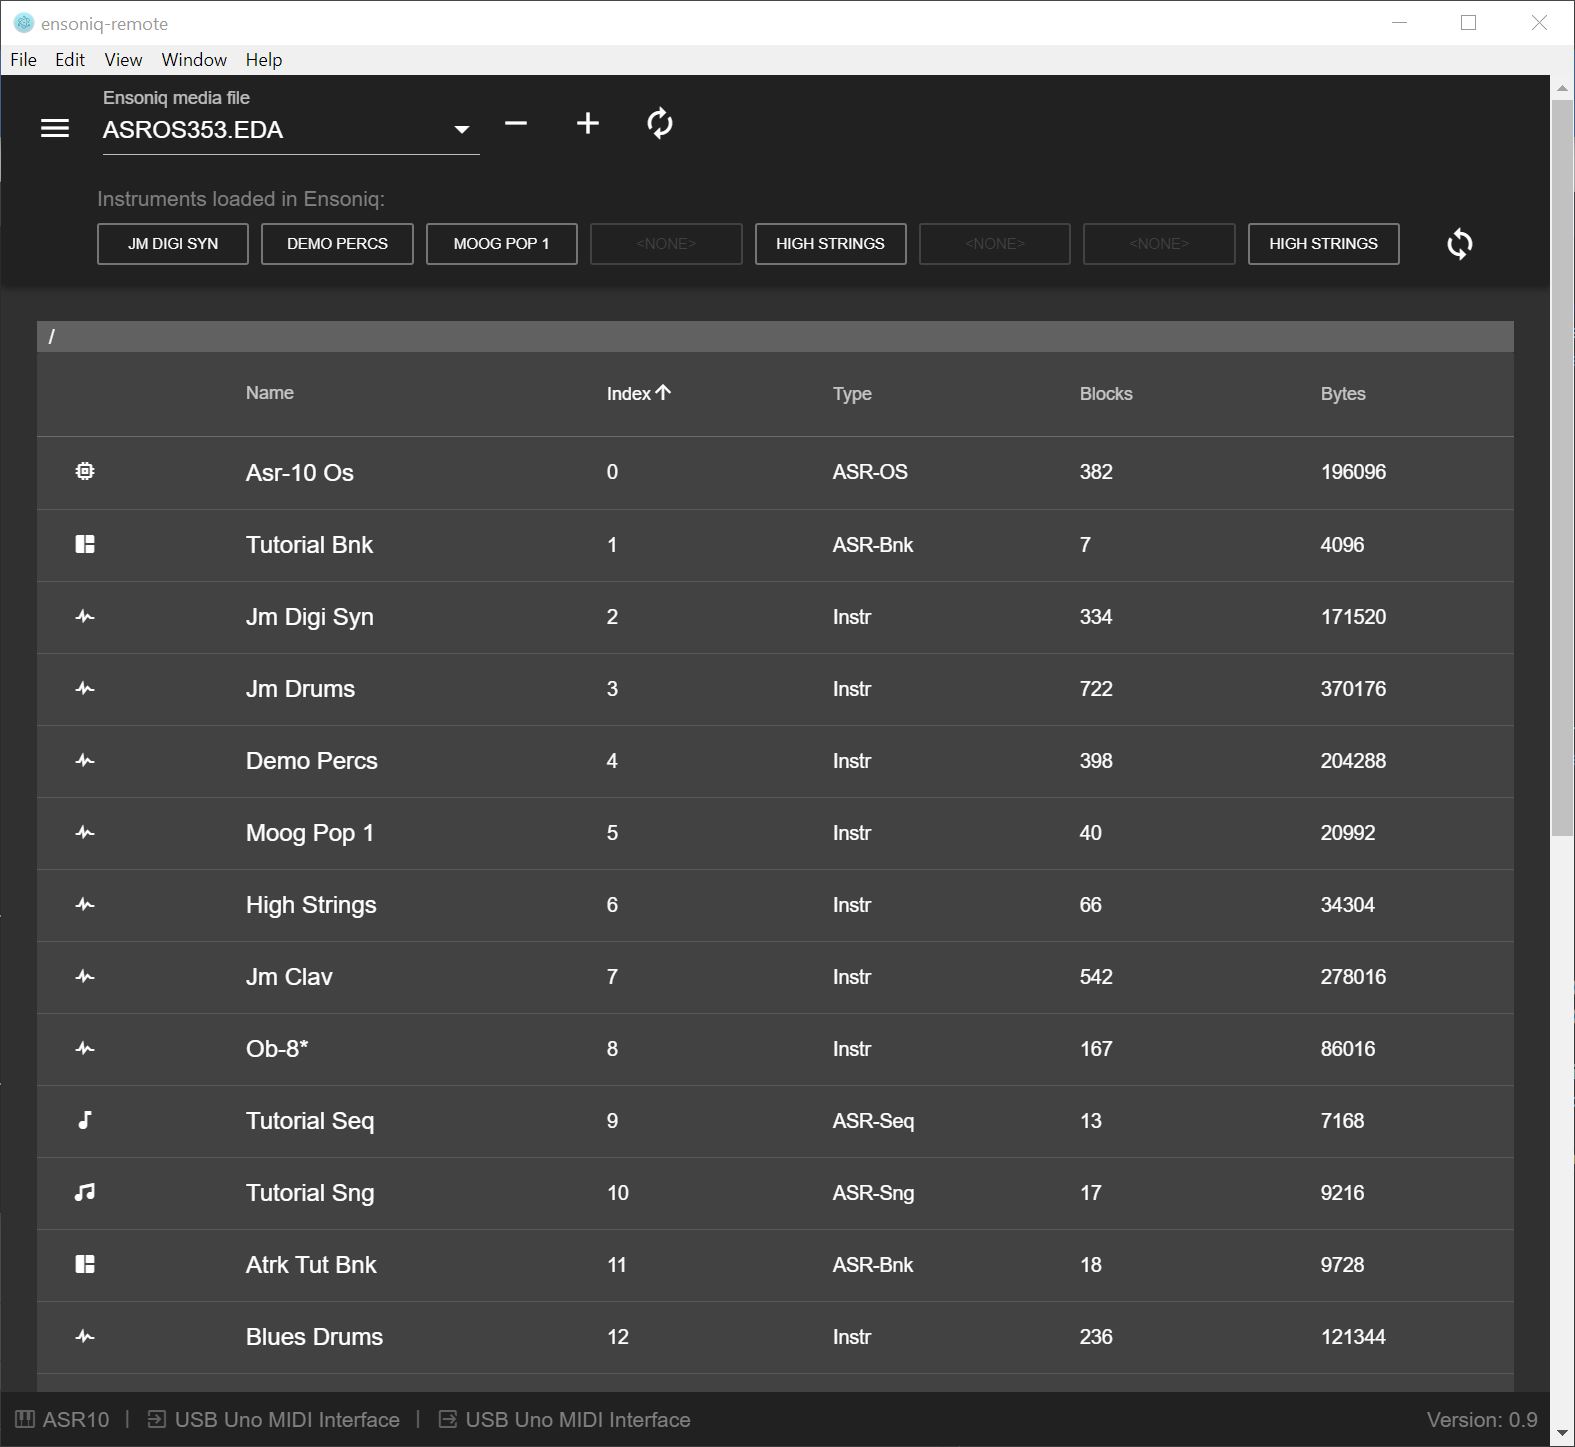 ensoniq-remote
File Edit View Window Help
Ensoniq media file
ASROS353.EDA
Instruments loaded in Ensoniq:
JM DIGI SYN DEMO PERCS MOOG POP 1 <NONE> HIGH STRINGS <NONE> <NONE> HIGH STRINGS
/
Name Index Type Blocks Bytes
Asr-10 Os 0 ASR-OS 382 196096
Tutorial Bnk 1 ASR-Bnk 7 4096
Jm Digi Syn 2 Instr 334 171520
Jm Drums 3 Instr 722 370176
Demo Percs 4 Instr 398 204288
Moog Pop 1 5 Instr 40 20992
High Strings 6 Instr 66 34304
Jm Clav 7 Instr 542 278016
Ob-8* 8 Instr 167 86016
Tutorial Seq 9 ASR-Seq 13 7168
Tutorial Sng 10 ASR-Sng 17 9216
Atrk Tut Bnk 11 ASR-Bnk 18 9728
Blues Drums 12 Instr 236 121344
ASR10 | USB Uno MIDI Interface | USB Uno MIDI Interface Version: 0.9